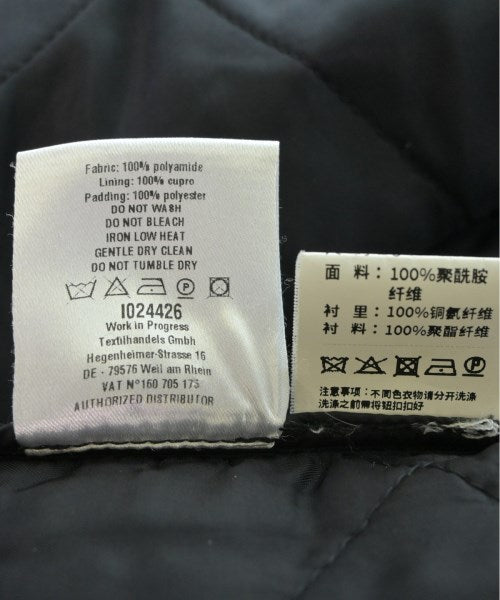 Fabric: 100% polyamide
Lining: 100% cupro
Padding: 100% polyester
DO NOT WASH
DO NOT BLEACH
IRON LOW HEAT
GENTLE DRY CLEAN
DO NOT TUMBLE DRY
I024426
Work in Progress
Textilhandels Gmbh
Hegenheimer-Strasse 16
DE - 79576 Weil am Rhein
VAT N°160 705 173
AUTHORIZED DISTRIBUTOR
面 料：100%聚酰胺
纤维
衬 里：100%铜氨纤维
衬 料：100%聚酯纤维
注意事项：不同色衣物请分开洗涤
洗涤之前需将钮扣扣好